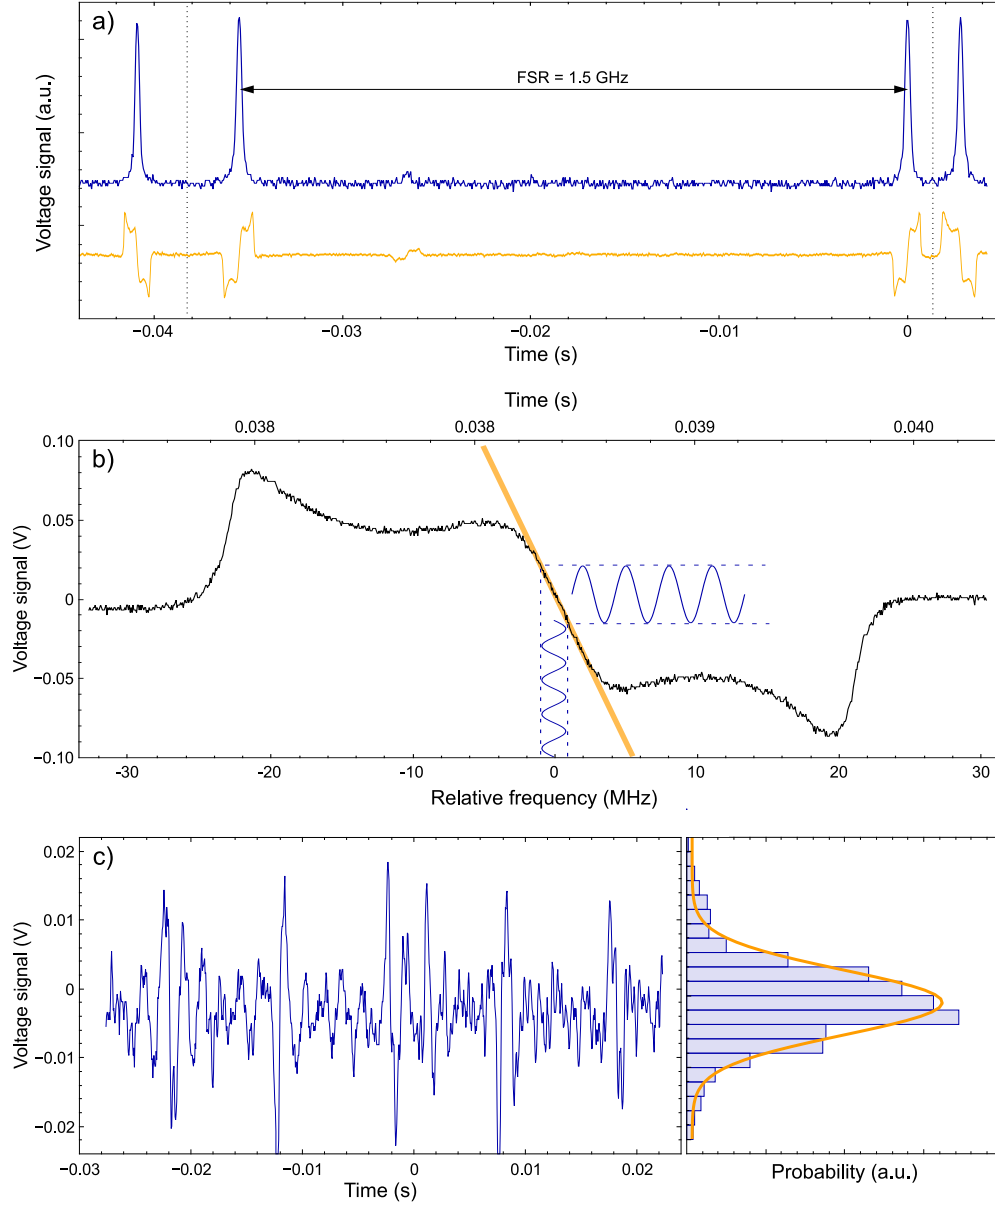 a)
FSR = 1.5 GHz
Voltage signal (a.u.)
−0.04 −0.03 −0.02 −0.01 0
Time (s)
Time (s)
0.038 0.038 0.039 0.040
b)
0.10
0.05
0
−0.05
−0.10
Voltage signal (V)
-30 -20 -10 0 10 20 30
Relative frequency (MHz)
c)
0.02
0.01
0
−0.01
−0.02
Voltage signal (V)
−0.03 −0.02 −0.01 0 0.01 0.02
Time (s)
Probability (a.u.)